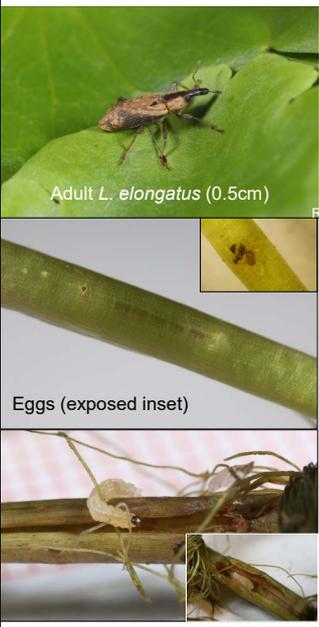 Adult L. elongatus (0.5cm)
Eggs (exposed inset)